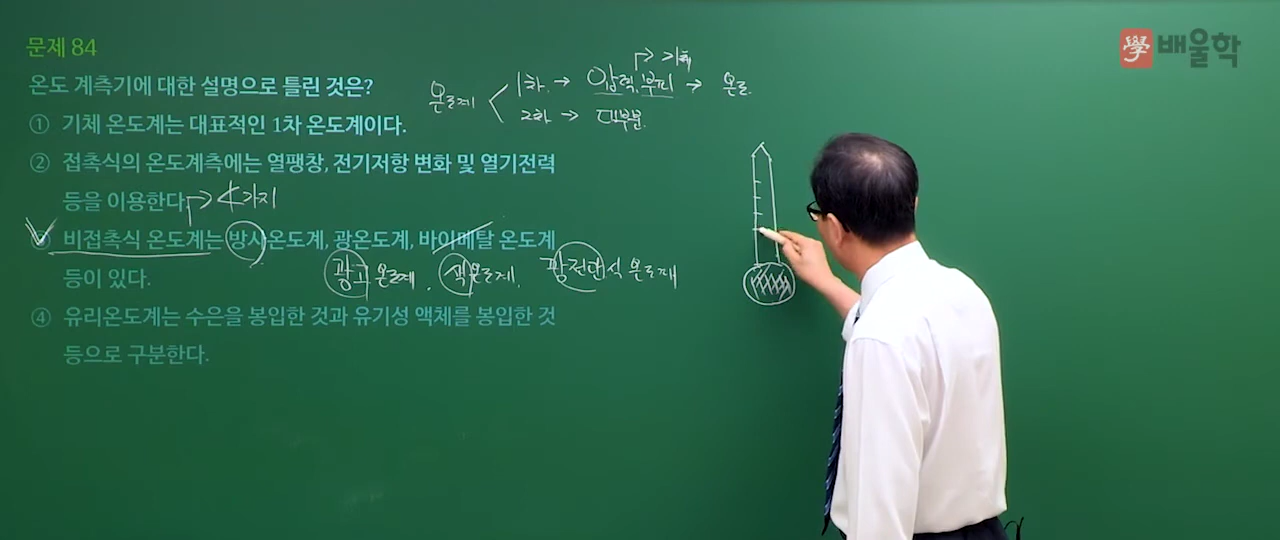 문제 84
學 배울학
온도 계측기에 대한 설명으로 틀린 것은?
온도계 1차 → 압력, 부피 → 온도
→ 기체
2차 → 대부분
① 기체 온도계는 대표적인 1차 온도계이다.
② 접촉식의 온도계측에는 열팽창, 전기저항 변화 및 열기전력
등을 이용한다.
→ 4가지
비접촉식 온도계는 방사온도계, 광온도계, 바이메탈 온도계
등이 있다.
광고온도계, 색온도계, 광전관식 온도계
④ 유리온도계는 수은을 봉입한 것과 유기성 액체를 봉입한 것
등으로 구분한다.